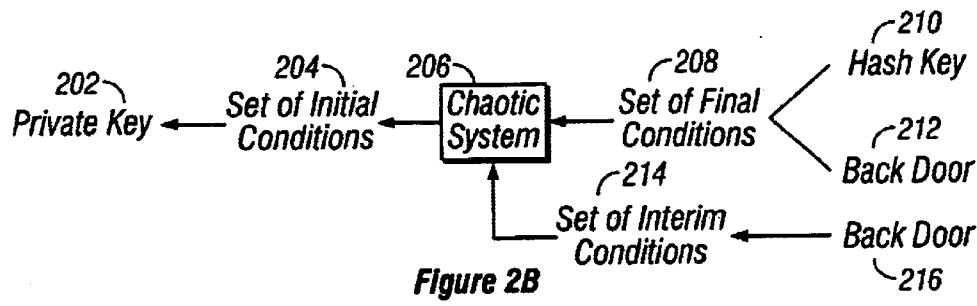 210
Hash Key
202
Private Key
204
Set of Initial
Conditions
206
Chaotic
System
208
Set of Final
Conditions
212
Back Door
214
Set of Interim
Conditions
Back Door
216
Figure 2B